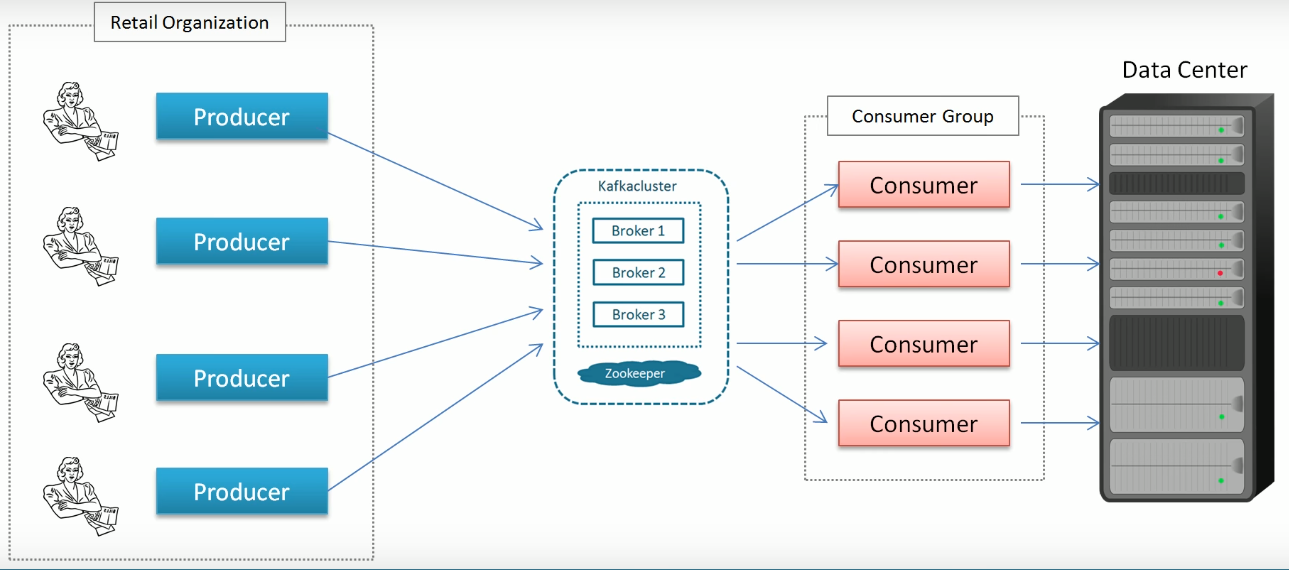 Retail Organization
Producer
Producer
Producer
Producer
Kafkacluster
Broker 1
Broker 2
Broker 3
Zookeeper
Consumer Group
Consumer
Consumer
Consumer
Consumer
Data Center